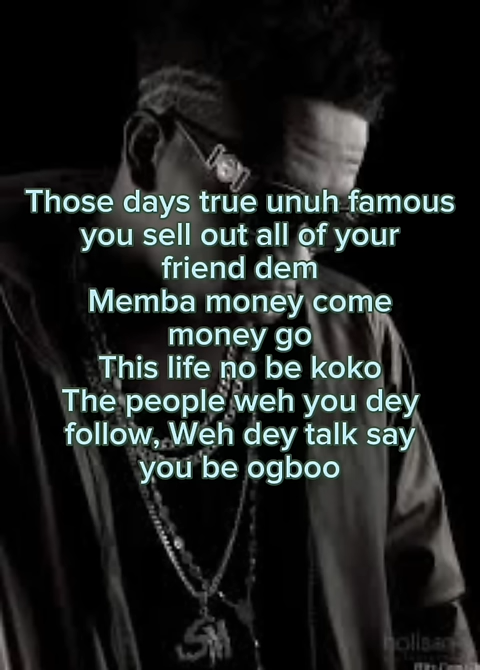 Those days true unuh famous
you sell out all of your
friend dem
Memba money come
money go
This life no be koko
The people weh you dey
follow, Weh dey talk say
you be ogboo